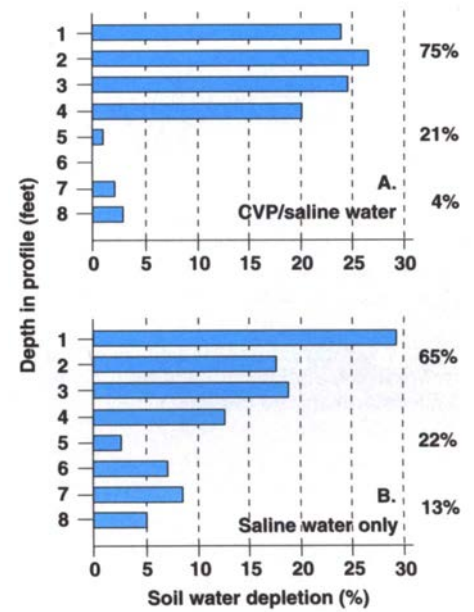 Depth in profile (feet)
1
2
3
4
5
6
7
8
75%
21%
4%
A.
CVP/saline water
0 5 10 15 20 25 30
1
2
3
4
5
6
7
8
65%
22%
13%
B.
Saline water only
0 5 10 15 20 25 30
Soil water depletion (%)